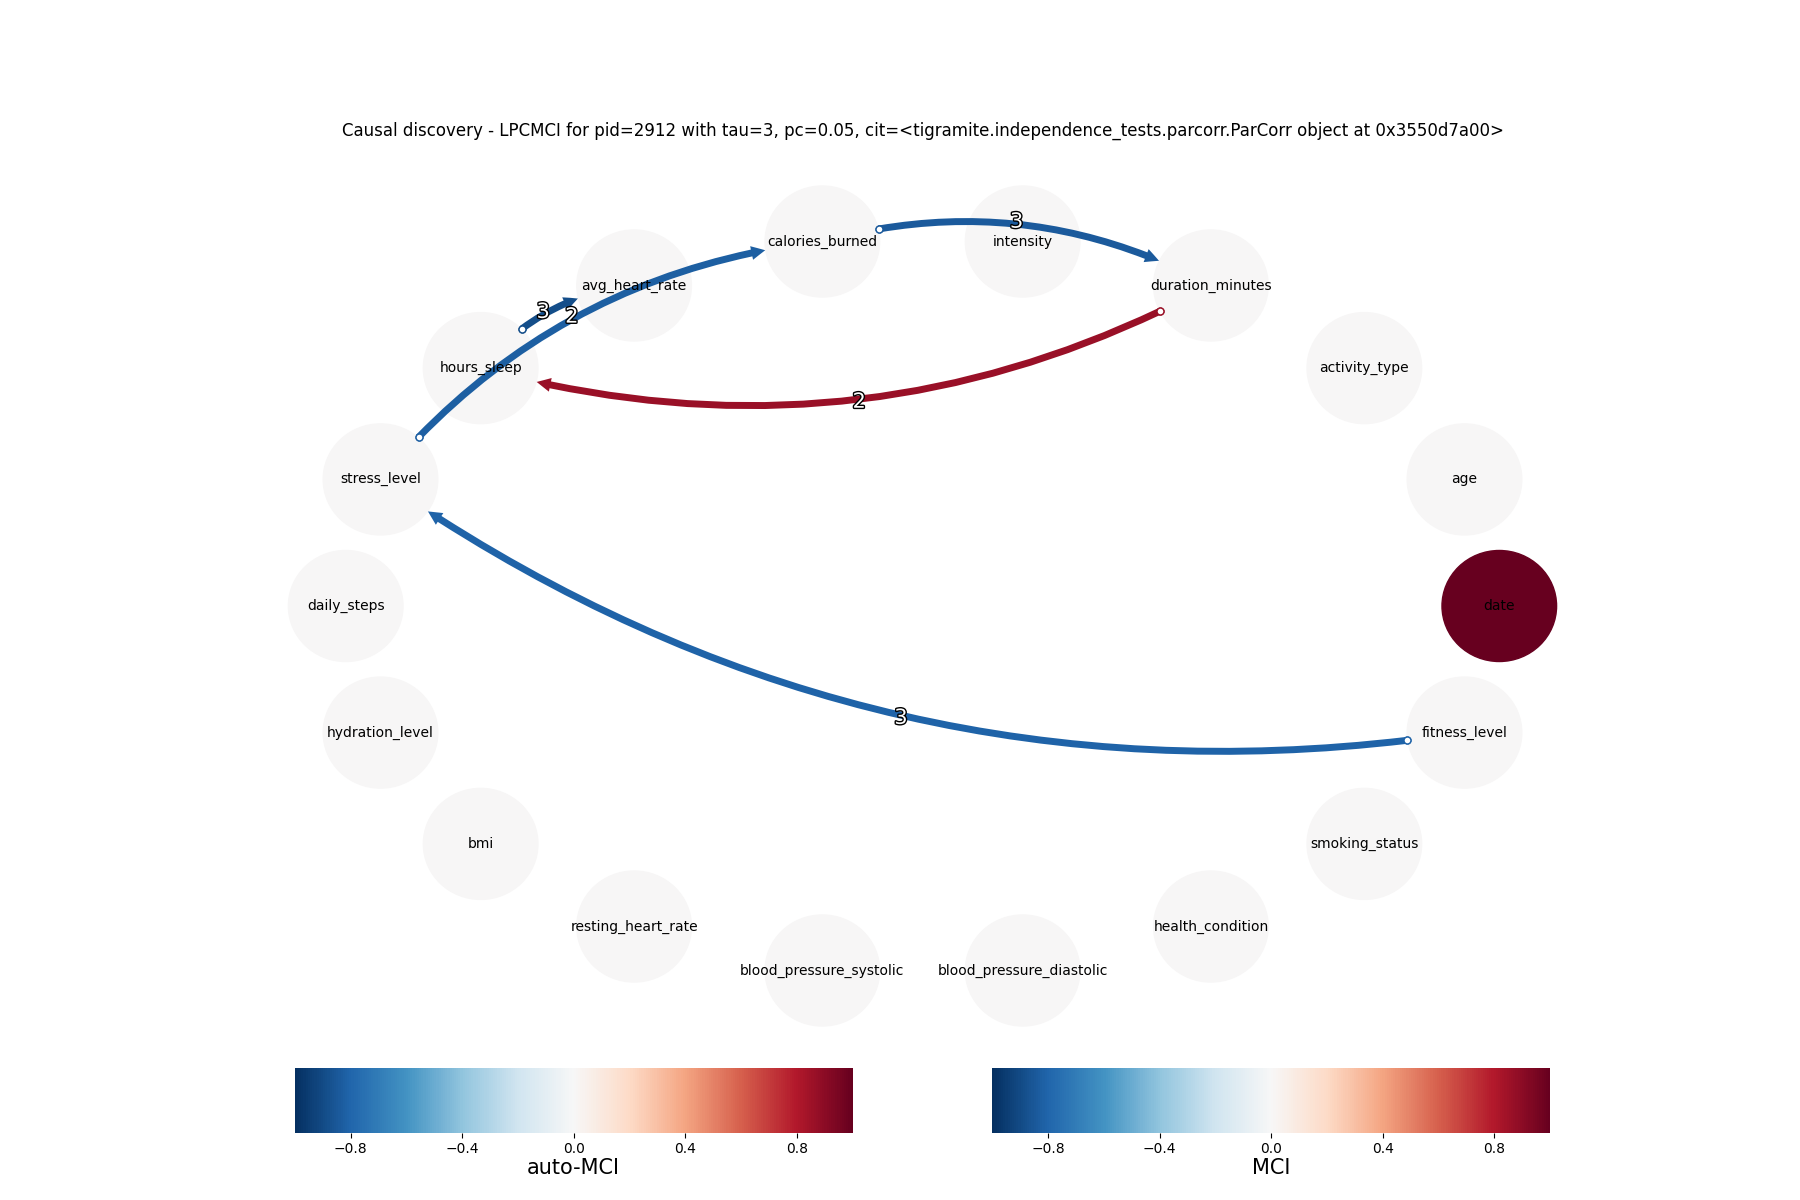 Causal discovery - LPCMCI for pid=2912 with tau=3, pc=0.05, cit=<tigramite.independence_tests.parcorr.ParCorr object at 0x3550d7a00>
calories_burned
3
intensity
avg_heart_rate
duration_minutes
3
2
hours_sleep
activity_type
2
stress_level
age
daily_steps
date
3
hydration_level
fitness_level
bmi
smoking_status
resting_heart_rate
health_condition
blood_pressure_systolic
blood_pressure_diastolic
−0.8 −0.4 0.0 0.4 0.8
auto-MCI
−0.8 −0.4 0.0 0.4 0.8
MCI